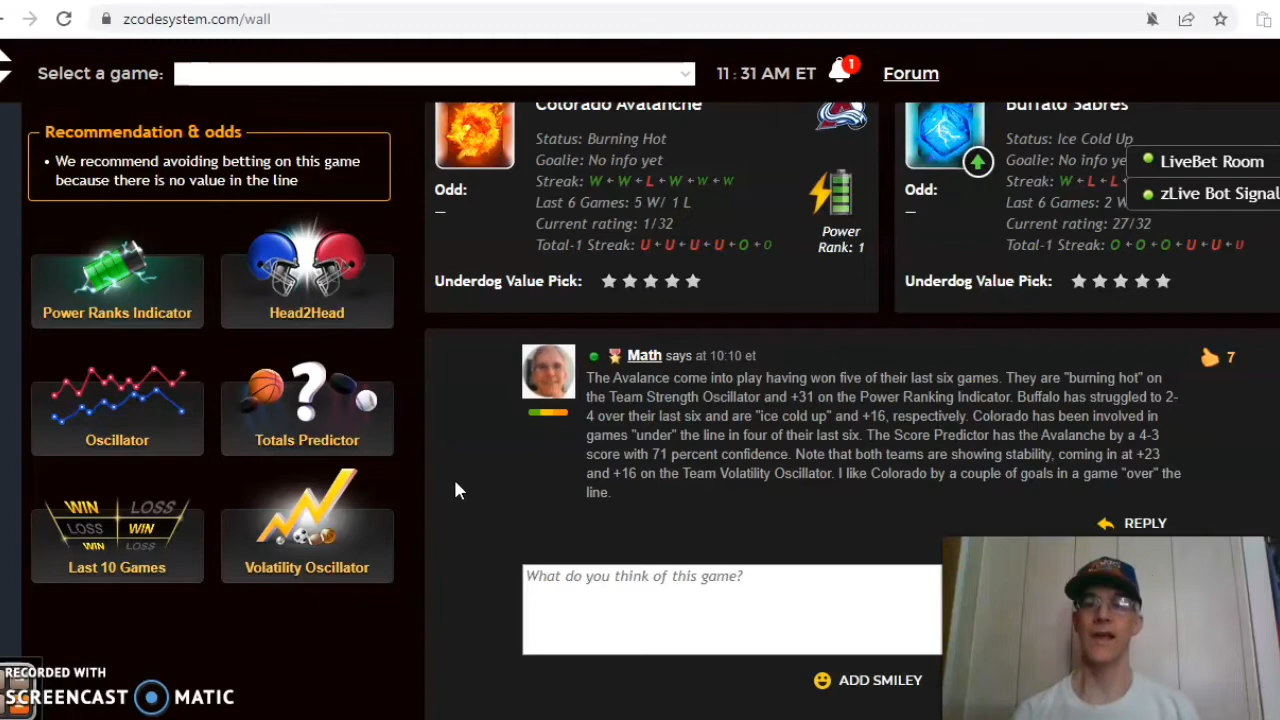 zcodesystem.com/wall
Select a game:
11:31 AM ET
1
Forum
Recommendation & odds
• We recommend avoiding betting on this game
because there is no value in the line
Power Ranks Indicator
Head2Head
Oscillator
Totals Predictor
WIN LOSS
LOSS WIN
WIN LOSS
Last 10 Games
Volatility Oscillator
Colorado Avalanche
Status: Burning Hot
Goalie: No info yet
Odd:
—
Streak: W←W←L←W←W←W
Last 6 Games: 5 W/ 1 L
Current rating: 1/32
Total-1 Streak: U←U←U←U←O←O
Power
Rank: 1
Underdog Value Pick:
Buffalo Sabres
Status: Ice Cold Up
Goalie: No info ye
Odd:
—
Streak: W←L←L←
Last 6 Games: 2 W
Current rating: 27/32
Total-1 Streak: O←O←O←U←U←U
Underdog Value Pick:
LiveBet Room
zLive Bot Signal
Math says at 10:10 et
7
The Avalance come into play having won five of their last six games. They are "burning hot" on
the Team Strength Oscillator and +31 on the Power Ranking Indicator. Buffalo has struggled to 2-
4 over their last six and are "ice cold up" and +16, respectively. Colorado has been involved in
games "under" the line in four of their last six. The Score Predictor has the Avalanche by a 4-3
score with 71 percent confidence. Note that both teams are showing stability, coming in at +23
and +16 on the Team Volatility Oscillator. I like Colorado by a couple of goals in a game "over" the
line.
REPLY
What do you think of this game?
ADD SMILEY
RECORDED WITH
SCREENCAST MATIC